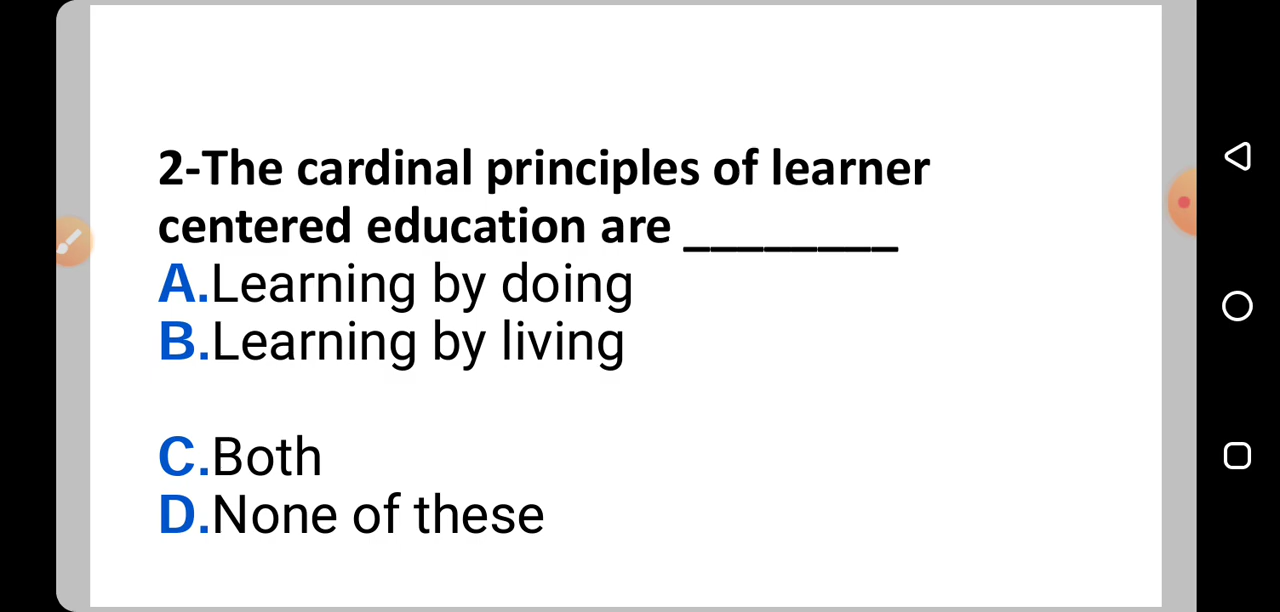 2-The cardinal principles of learner
centered education are ________
A.Learning by doing
B.Learning by living
C.Both
D.None of these